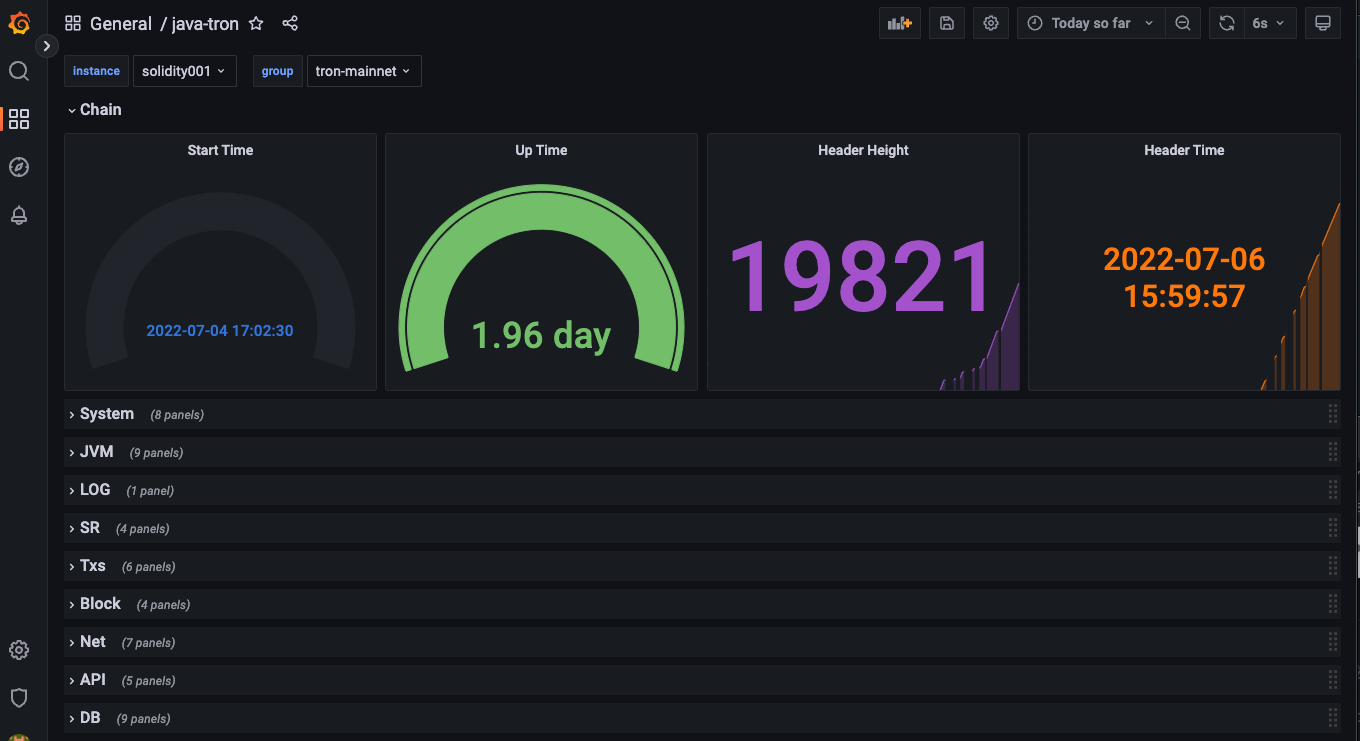 General / java-tron
Today so far
6s
instance solidity001 group tron-mainnet
Chain
Start Time
2022-07-04 17:02:30
Up Time
1.96 day
Header Height
19821
Header Time
2022-07-06
15:59:57
System (8 panels)
JVM (9 panels)
LOG (1 panel)
SR (4 panels)
Txs (6 panels)
Block (4 panels)
Net (7 panels)
API (5 panels)
DB (9 panels)